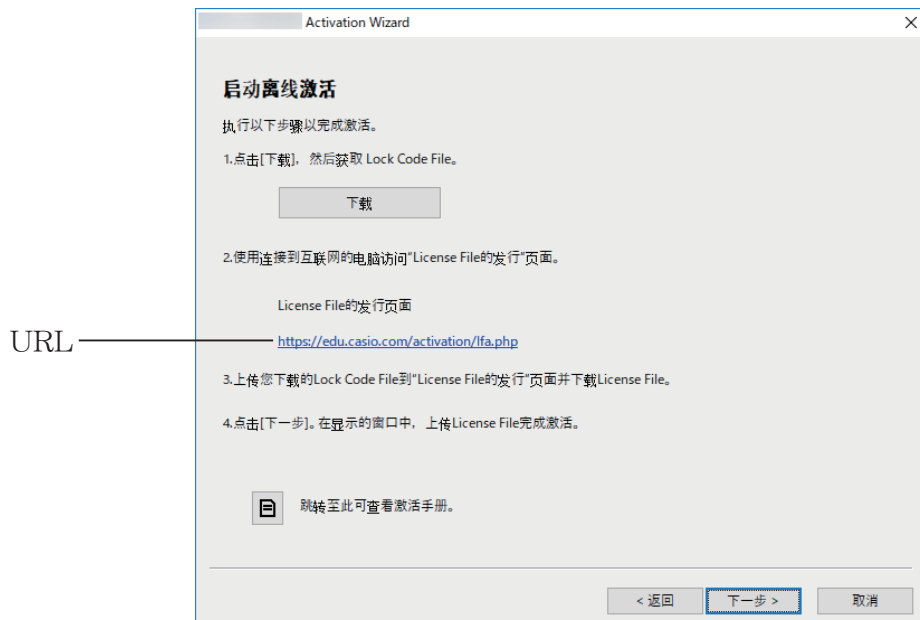 Activation Wizard
启动离线激活
执行以下步骤以完成激活。
1.点击[下载]，然后获取 Lock Code File。
下载
2.使用连接到互联网的电脑访问"License File的发行"页面。
License File的发行页面
URL
https://edu.casio.com/activation/lfa.php
3.上传您下载的Lock Code File到"License File的发行"页面并下载License File。
4.点击[下一步]。在显示的窗口中，上传License File完成激活。
跳转至此可查看激活手册。
< 返回
下一步 >
取消